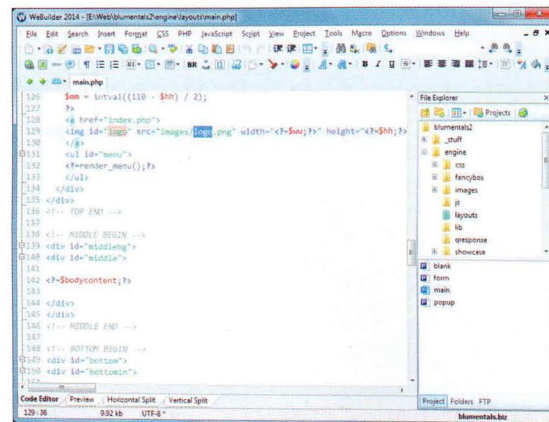 WeBuilder 2014 - [E:\Web\blumentals2\engine\layouts\main.php]
File Edit Search Insert Format CSS PHP JavaScript Script View Project Tools Macro Options Windows Help
main.php
126 $mm = intval((110 - $hh) / 2);
127 ?>
128 <a href="index.php">
129 <img id="logo" src="images/logo.png" width="<?=$ww;?>" height="<?=$hh;?>
130 </a>
131 <ul id="menu">
132 <?=render_menu();?>
133 </ul>
134 </div>
135 </div>
136 <!-- TOP END -->
137
138 <!-- MIDDLE BEGIN -->
139 <div id="middlebg">
140 <div id="middle">
141
142 <?=$bodycontent;?>
143
144 </div>
145 </div>
146 <!-- MIDDLE END -->
147
148 <!-- BOTTOM BEGIN -->
149 <div id="bottom">
150 <div id="bottomin">
Code Editor Preview Horizontal Split Vertical Split
129 : 36 9.92 kb UTF-8 *
File Explorer
Projects
blumentals2
_stuff
engine
css
fancybox
images
js
layouts
lib
qresponse
showcase
blank
form
main
popup
Project Folders FTP
blumentals.biz